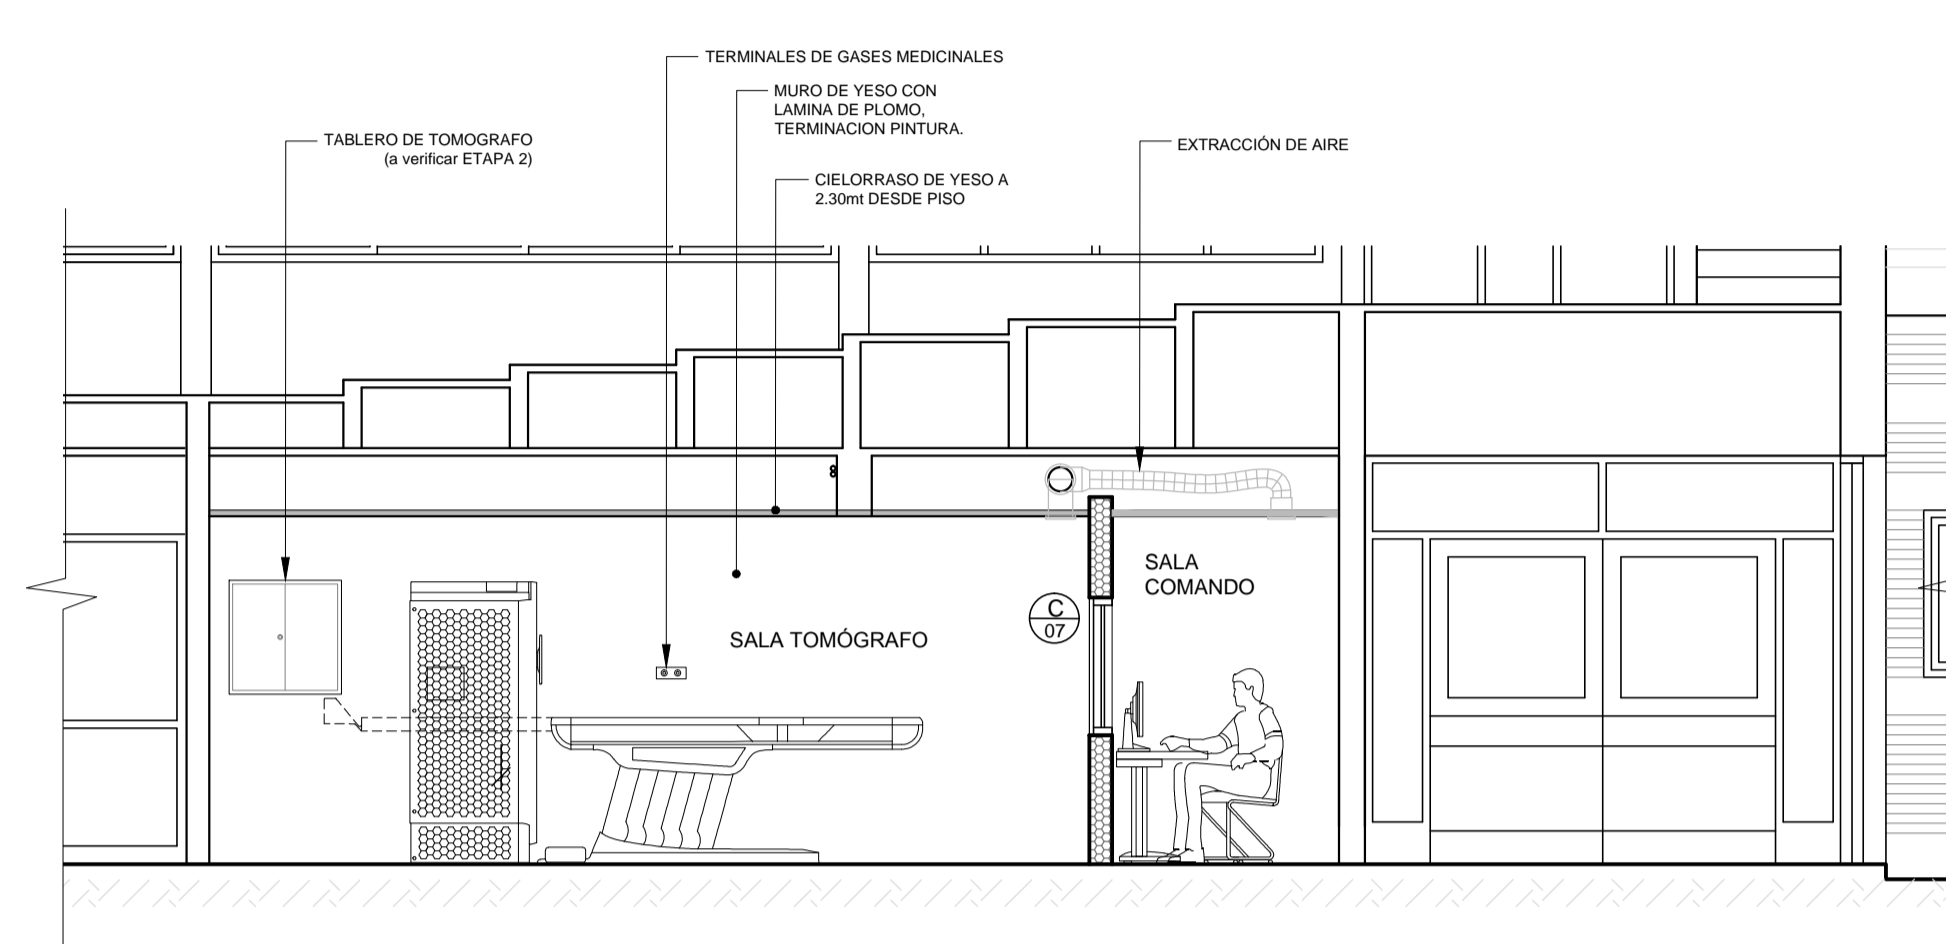 TERMINALES DE GASES MEDICINALES
MURO DE YESO CON
LAMINA DE PLOMO,
TERMINACION PINTURA.
TABLERO DE TOMOGRAFO
(a verificar ETAPA 2)
EXTRACCIÓN DE AIRE
CIELORRASO DE YESO A
2.30mt DESDE PISO
SALA
COMANDO
C
07
SALA TOMÓGRAFO